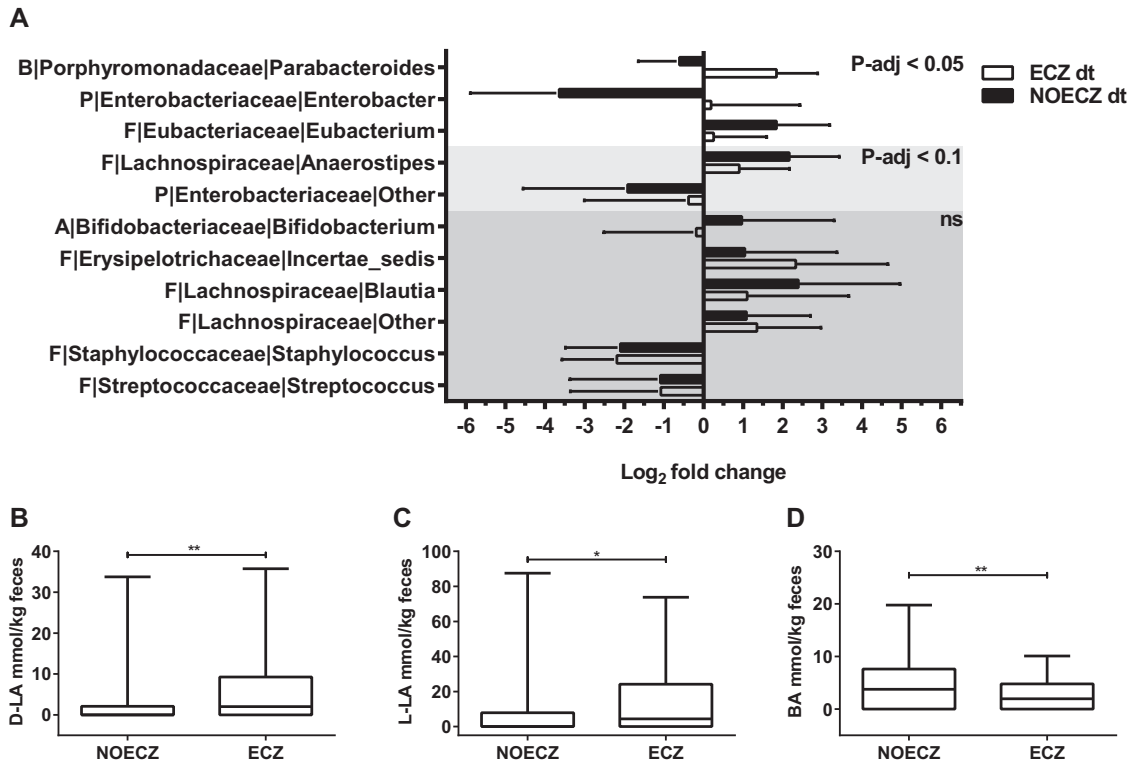 A
B|Porphyromonadaceae|Parabacteroides
P-adj < 0.05
ECZ dt
P|Enterobacteriaceae|Enterobacter
NOECZ dt
F|Eubacteriaceae|Eubacterium
F|Lachnospiraceae|Anaerostipes
P-adj < 0.1
P|Enterobacteriaceae|Other
A|Bifidobacteriaceae|Bifidobacterium
ns
F|Erysipelotrichaceae|Incertae_sedis
F|Lachnospiraceae|Blautia
F|Lachnospiraceae|Other
F|Staphylococcaceae|Staphylococcus
F|Streptococcaceae|Streptococcus
-6 -5 -4 -3 -2 -1 0 1 2 3 4 5 6
Log2 fold change
B
D-LA mmol/kg feces
40
30
20
10
0
**
NOECZ ECZ
C
L-LA mmol/kg feces
100
80
60
40
20
0
*
NOECZ ECZ
D
BA mmol/kg feces
30
20
10
0
**
NOECZ ECZ